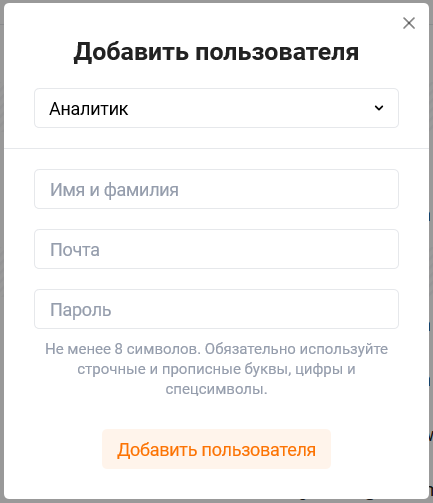 Добавить пользователя
Аналитик
Имя и фамилия
Почта
Пароль
Не менее 8 символов. Обязательно используйте
строчные и прописные буквы, цифры и
спецсимволы.
Добавить пользователя